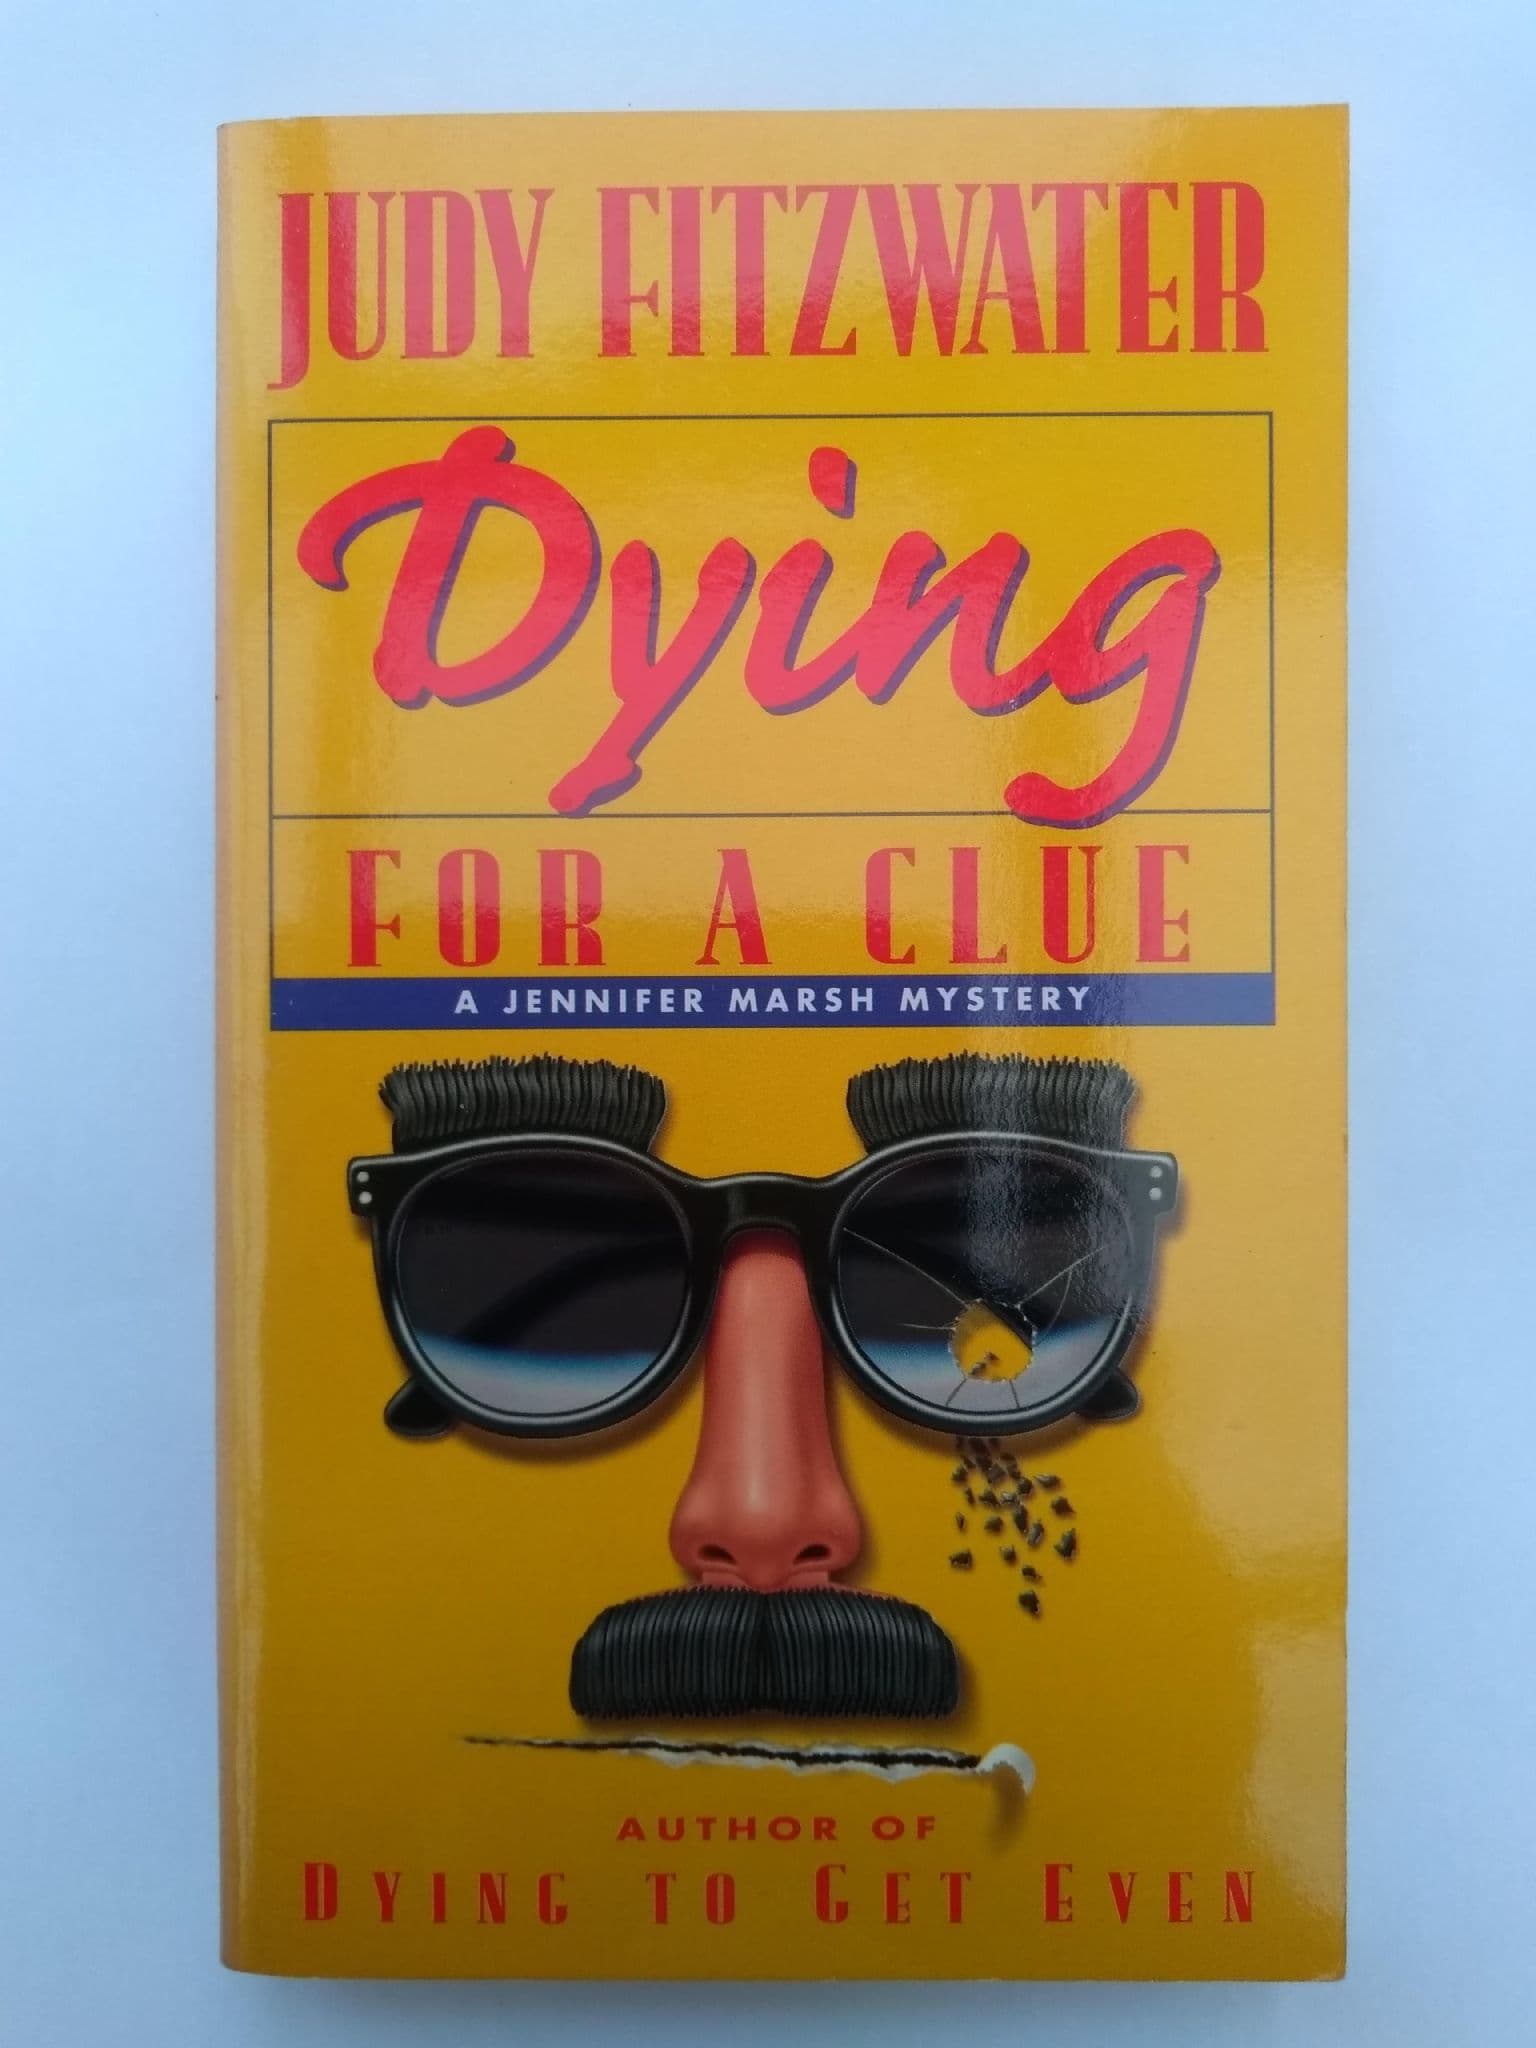 JUDY FITZWATER
Dying
FOR A CLUE
A JENNIFER MARSH MYSTERY
AUTHOR OF
DYING TO GET EVEN